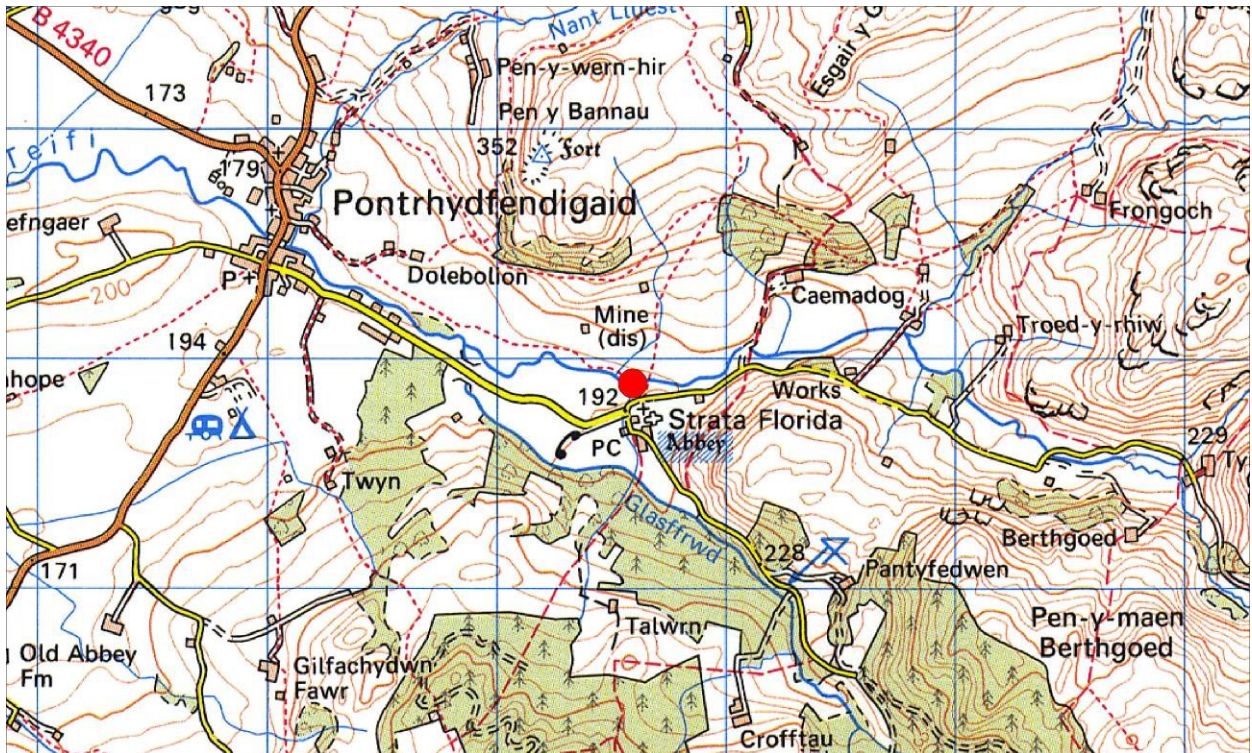 B 4340
Nant Lluest
173
Pen-y-wern-hir
Esgair y G
Pen y Bannau
Teifi
352
Fort
179
Pontrhydfendigaid
efngaer
Frongoch
P
Dolebolion
200
Caemadog
Mine
(dis)
Troed-y-rhiw
194
nhope
192
Works
Strata Florida
Abbey
PC
229
Ty
Twyn
Glasffrwd
Berthgoed
228
171
Pantyfedwen
Talwrn
Pen-y-maen
Berthgoed
Old Abbey
Fm
Gilfachydwn
Fawr
Crofftau